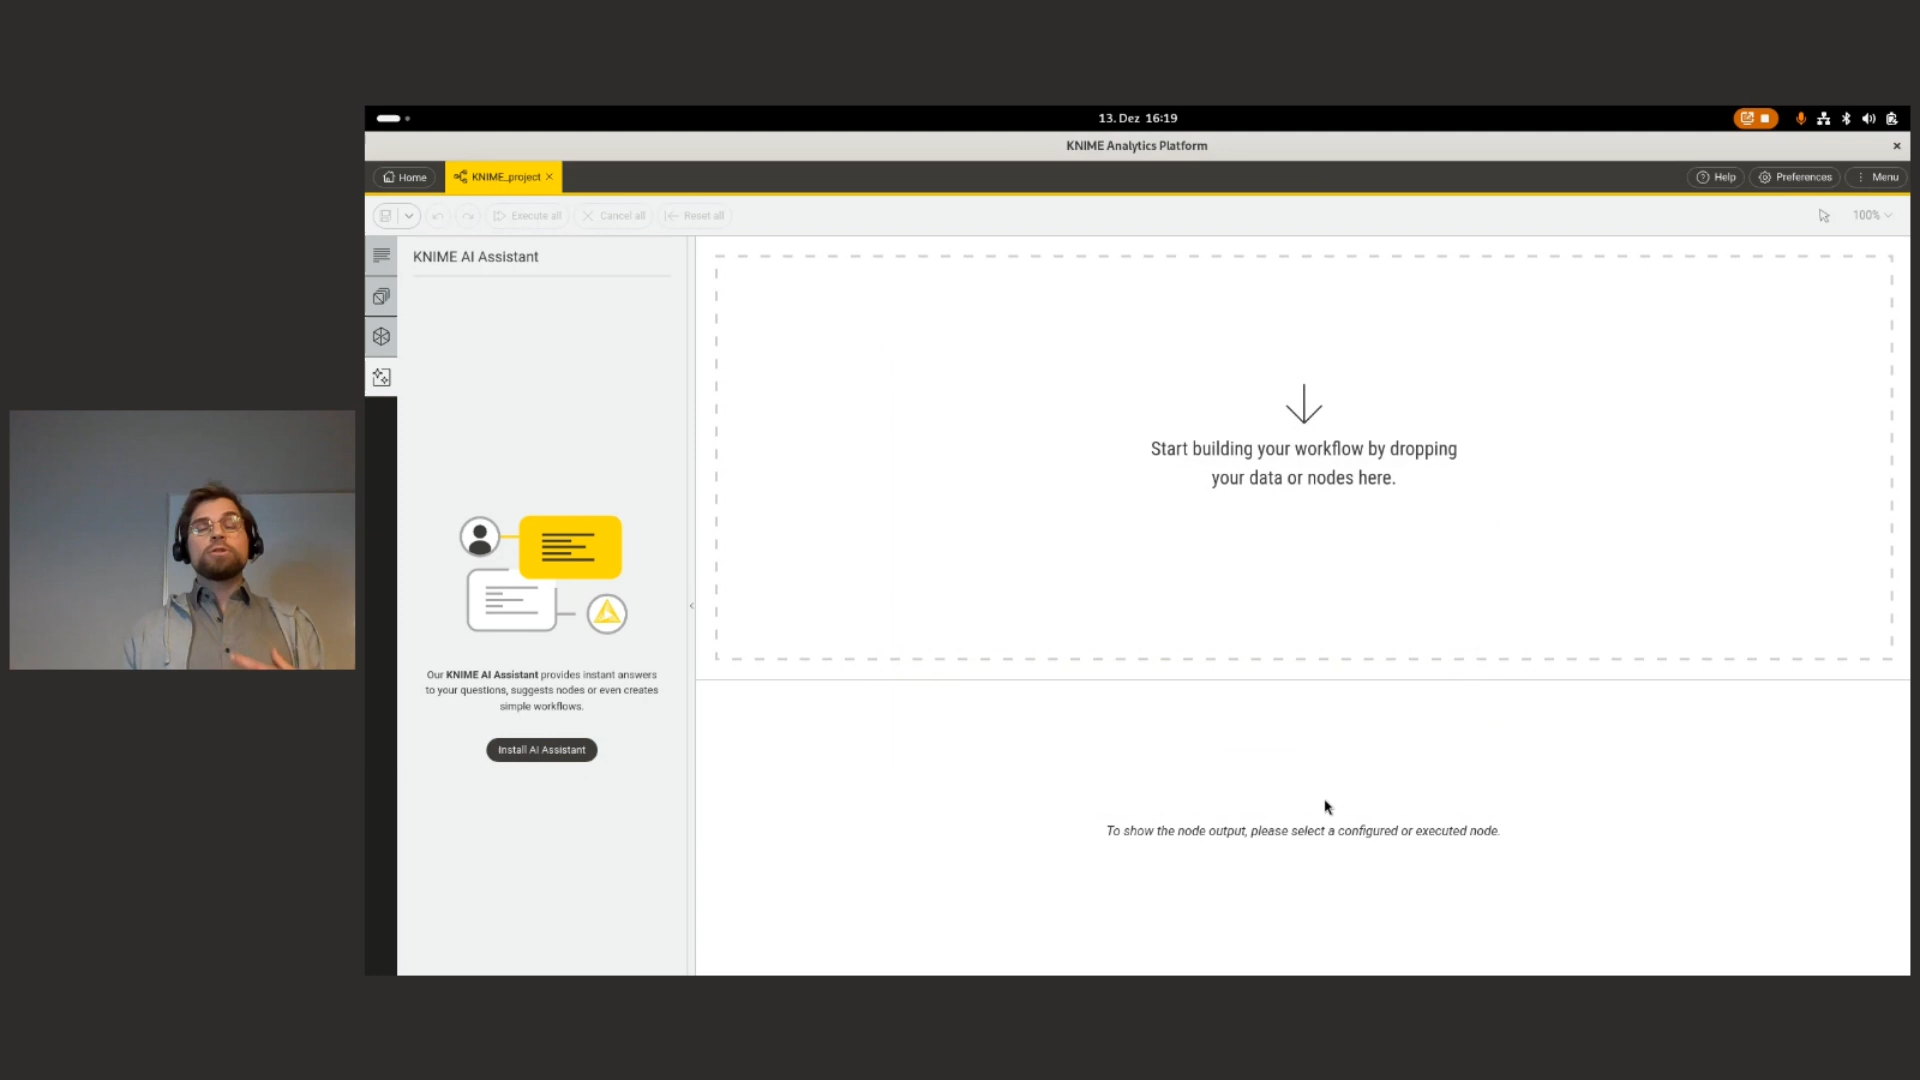 13. Dez 16:19
KNIME Analytics Platform
Home
KNIME_project
Help
Preferences
Menu
Execute all
Cancel all
Reset all
100%
KNIME AI Assistant
Start building your workflow by dropping
your data or nodes here.
Our KNIME AI Assistant provides instant answers
to your questions, suggests nodes or even creates
simple workflows.
Install AI Assistant
To show the node output, please select a configured or executed node.